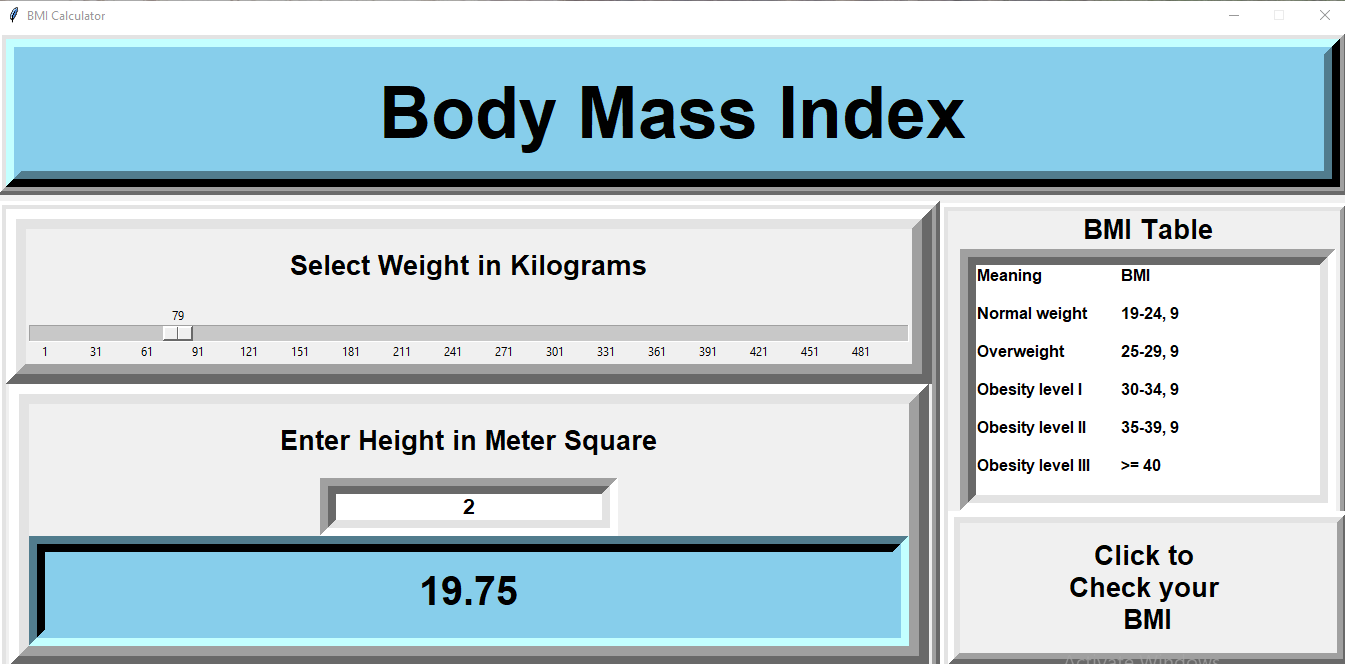 BMI Calculator
Body Mass Index
Select Weight in Kilograms
79
1 31 61 91 121 151 181 211 241 271 301 331 361 391 421 451 481
Enter Height in Meter Square
2
19.75
BMI Table
Meaning BMI
Normal weight 19-24, 9
Overweight 25-29, 9
Obesity level I 30-34, 9
Obesity level II 35-39, 9
Obesity level III >= 40
Click to
Check your
BMI
Activate Windows